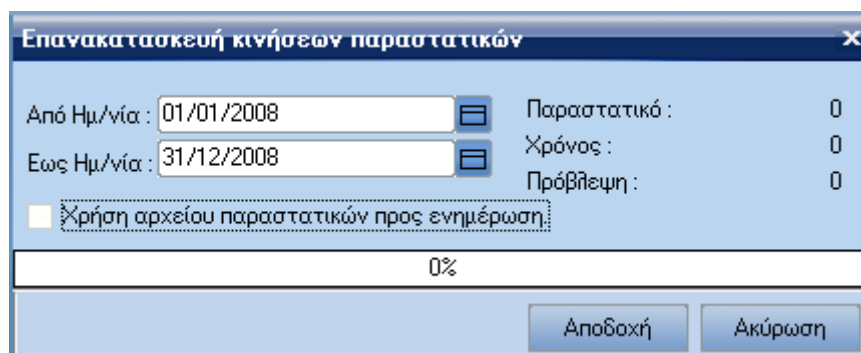 Επανακατασκευή κινήσεων παραστατικών
Από Ημ/νία : 01/01/2008
Εως Ημ/νία : 31/12/2008
Χρήση αρχείου παραστατικών προς ενημέρωση.
Παραστατικό : 0
Χρόνος : 0
Πρόβλεψη : 0
0%
Αποδοχή Ακύρωση